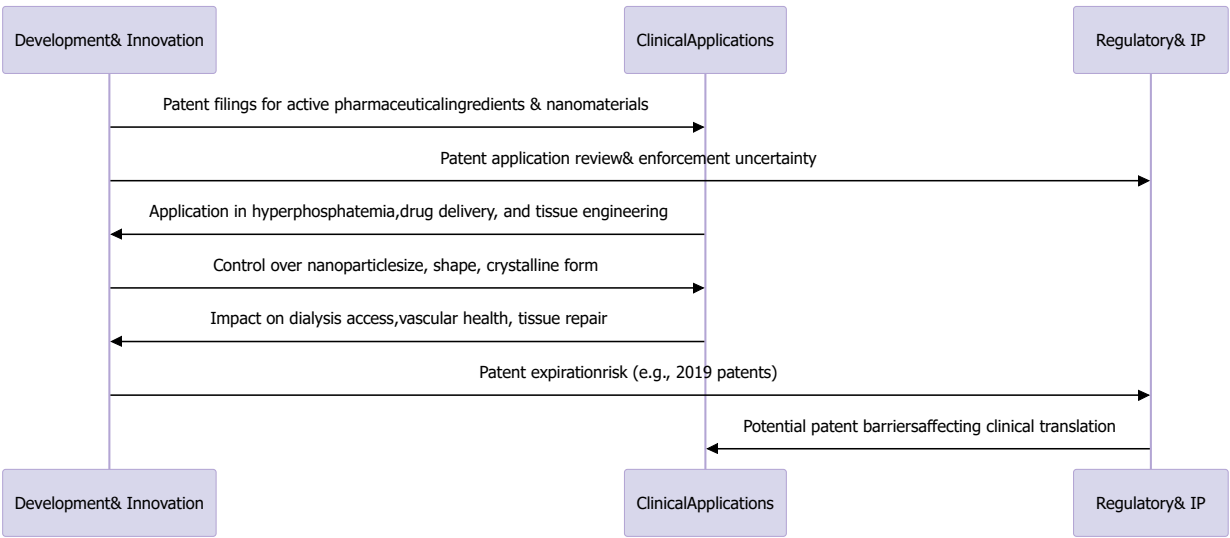 Development& Innovation
ClinicalApplications
Regulatory& IP
Patent filings for active pharmaceuticalingredients & nanomaterials
Patent application review& enforcement uncertainty
Application in hyperphosphatemia,drug delivery, and tissue engineering
Control over nanoparticlesize, shape, crystalline form
Impact on dialysis access,vascular health, tissue repair
Patent expirationrisk (e.g., 2019 patents)
Potential patent barriersaffecting clinical translation
Development& Innovation
ClinicalApplications
Regulatory& IP